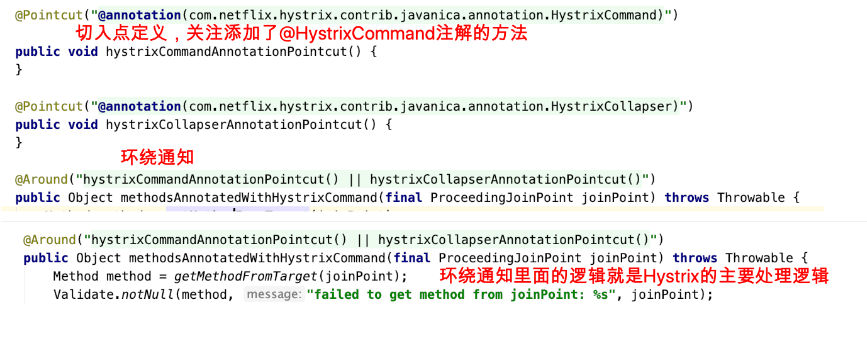 @Pointcut("@annotation(com.netflix.hystrix.contrib.javanica.annotation.HystrixCommand)")
切入点定义，关注添加了@HystrixCommand注解的方法
public void hystrixCommandAnnotationPointcut() {
}
@Pointcut("@annotation(com.netflix.hystrix.contrib.javanica.annotation.HystrixCollapser)")
public void hystrixCollapserAnnotationPointcut() {
}
环绕通知
@Around("hystrixCommandAnnotationPointcut() || hystrixCollapserAnnotationPointcut()")
public Object methodsAnnotatedWithHystrixCommand(final ProceedingJoinPoint joinPoint) throws Throwable {
@Around("hystrixCommandAnnotationPointcut() || hystrixCollapserAnnotationPointcut()")
public Object methodsAnnotatedWithHystrixCommand(final ProceedingJoinPoint joinPoint) throws Throwable {
Method method = getMethodFromTarget(joinPoint); 环绕通知里面的逻辑就是Hystrix的主要处理逻辑
Validate.notNull(method, message: "failed to get method from joinPoint: %s", joinPoint);